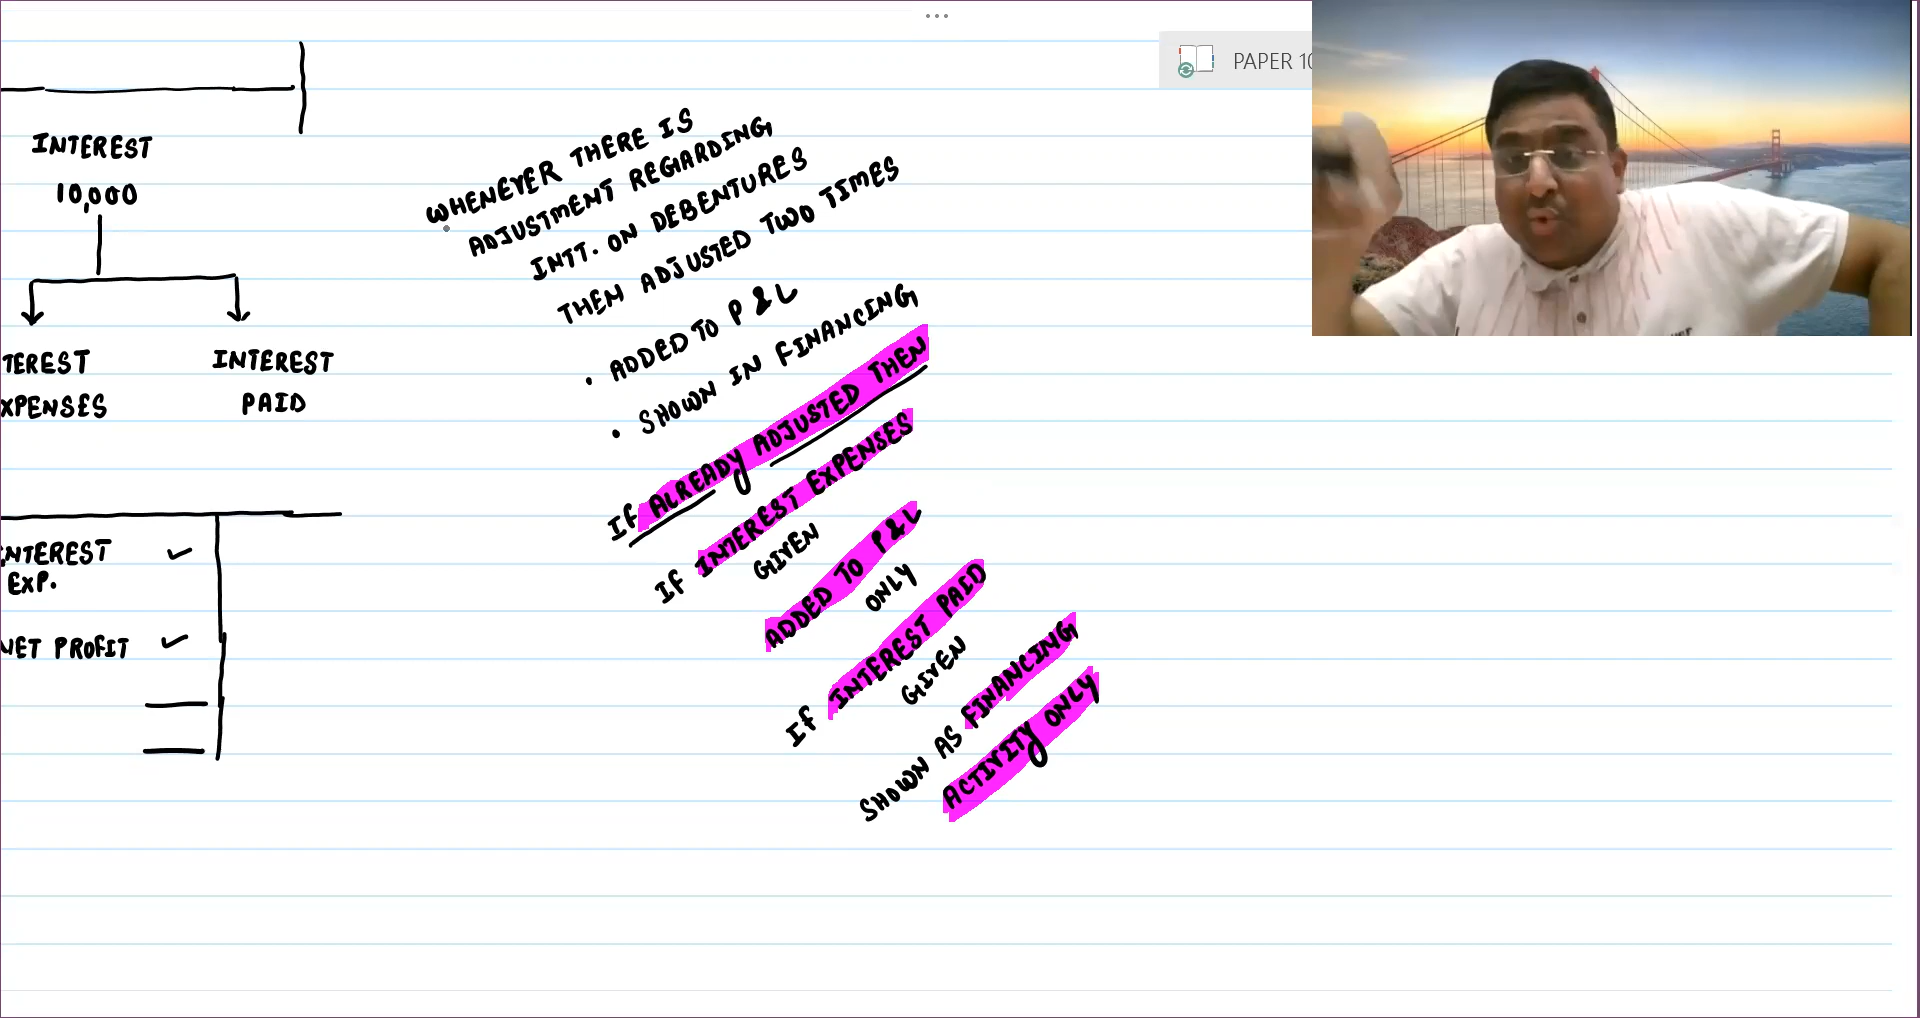 PAPER 10
INTEREST
10,000
TEREST
XPENSES
INTEREST
PAID
NTEREST
EXP.
NET PROFIT
WHENEVER THERE IS
ADJUSTMENT REGARDING
INTT. ON DEBENTURES
THEN ADJUSTED TWO TIMES
• ADDED TO P & L
• SHOWN IN FINANCING
If ALREADY ADJUSTED THEN
If INTEREST EXPENSES
GIVEN
ADDED TO P&L
ONLY
If INTEREST PAID
GIVEN
SHOWN AS FINANCING
ACTIVITY ONLY